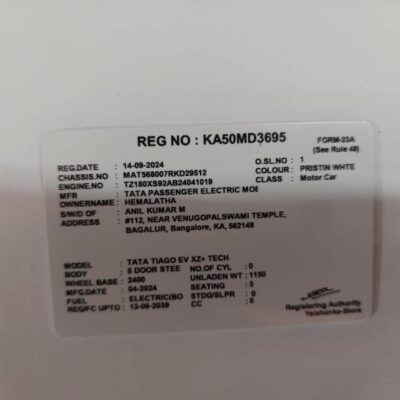 REG NO : KA50MD3695
FORM-23A
(See Rule 48)
REG.DATE : 14-09-2024 O.SL.NO : 1
CHASSIS.NO : MAT568007RKD29512 COLOUR : PRISTIN WHTE
ENGINE.NO : TZ180XS92AB24041019 CLASS : Motor Car
MFR : TATA PASSENGER ELECTRIC MOB
OWNERNAME : HEMALATHA
S/W/D OF : ANIL KUMAR M
ADDRESS : #112, NEAR VENUGOPALSWAMI TEMPLE,
BAGALUR, Bangalore, KA, 562149
MODEL : TATA TIAGO EV XZ+ TECH
BODY : 5 DOOR STEE NO.OF CYL : 0
WHEEL BASE : 2400 UNLADEN WT : 1150
MFG.DATE : 04-2024 SEATING : 5
FUEL : ELECTRIC(BO STDG/SLPR : 0
REG/FC UPTO : 13-09-2039 CC : 0
Registering Authority
Yelahanka-Blore